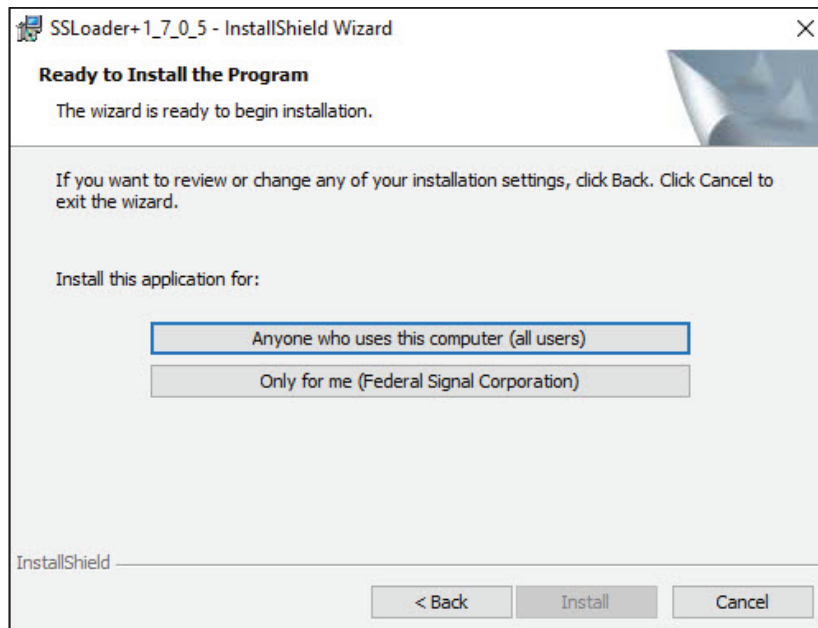 SSLoader+1_7_0_5 - InstallShield Wizard
Ready to Install the Program
The wizard is ready to begin installation.
If you want to review or change any of your installation settings, click Back. Click Cancel to
exit the wizard.
Install this application for:
Anyone who uses this computer (all users)
Only for me (Federal Signal Corporation)
InstallShield
< Back
Install
Cancel